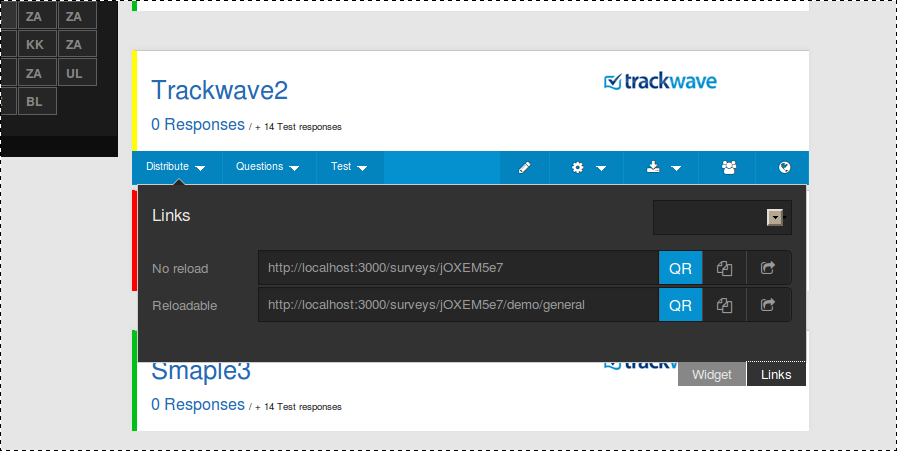 ZA ZA
KK ZA
ZA UL
BL
Trackwave2
trackwave
0 Responses / + 14 Test responses
Distribute Questions Test
Links
No reload http://localhost:3000/surveys/jOXEM5e7 QR
Reloadable http://localhost:3000/surveys/jOXEM5e7/demo/general QR
Smaple3
Widget Links
0 Responses / + 14 Test responses